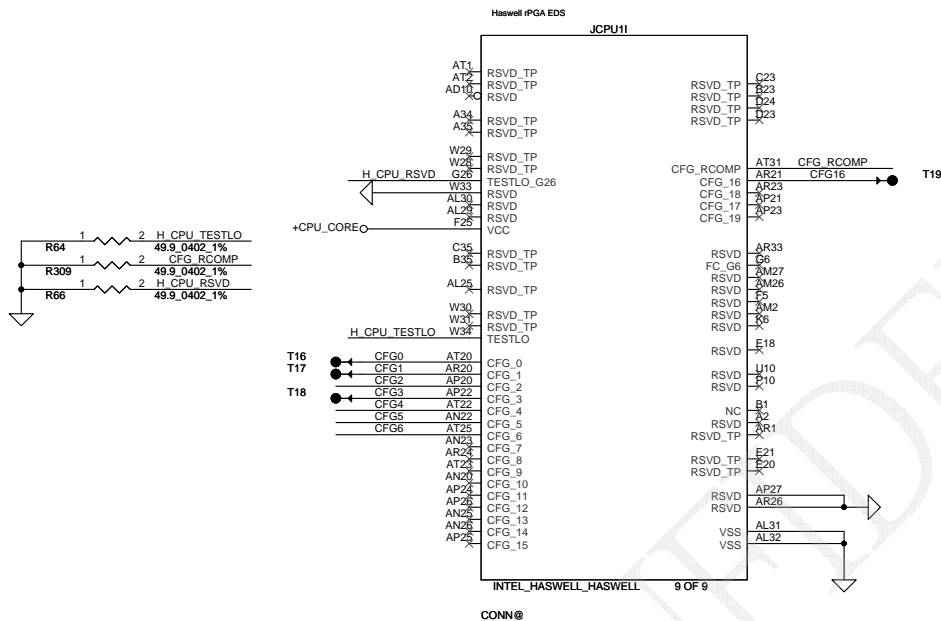 Haswell rPGA EDS
JCPU1I
AT1 RSVD_TP
AT2 RSVD_TP
AD10 RSVD
A34 RSVD_TP
A35 RSVD_TP
W29 RSVD_TP
W28 RSVD_TP
H_CPU_RSVD G26 TESTLO_G26
W33 RSVD
AL30 RSVD
AL29 RSVD
+CPU_CORE F25 VCC
C35 RSVD_TP
B35 RSVD_TP
AL25 RSVD_TP
W30 RSVD_TP
W31 RSVD_TP
H_CPU_TESTLO W34 TESTLO
T16 CFG0 AT20 CFG_0
T17 CFG1 AR20 CFG_1
CFG2 AP20 CFG_2
T18 CFG3 AP22 CFG_3
CFG4 AT22 CFG_4
CFG5 AN22 CFG_5
CFG6 AT25 CFG_6
AN23 CFG_7
AR24 CFG_8
AT23 CFG_9
AN20 CFG_10
AP24 CFG_11
AP26 CFG_12
AN25 CFG_13
AN26 CFG_14
AP25 CFG_15
RSVD_TP C23
RSVD_TP B23
RSVD_TP D24
RSVD_TP D23
CFG_RCOMP AT31 CFG_RCOMP
CFG_16 AR21 CFG16 T19
CFG_18 AR23
CFG_17 AP21
CFG_19 AP23
RSVD AR33
FC_G6 G6
RSVD AM27
RSVD AM26
RSVD F5
RSVD AM2
RSVD K6
RSVD E18
RSVD U10
RSVD P10
NC B1
RSVD A2
RSVD_TP AR1
RSVD_TP E21
RSVD_TP E20
RSVD AP27
RSVD AR26
VSS AL31
VSS AL32
1 2 H_CPU_TESTLO
R64 49.9_0402_1%
1 2 CFG_RCOMP
R309 49.9_0402_1%
1 2 H_CPU_RSVD
R66 49.9_0402_1%
INTEL_HASWELL_HASWELL 9 OF 9
CONN@